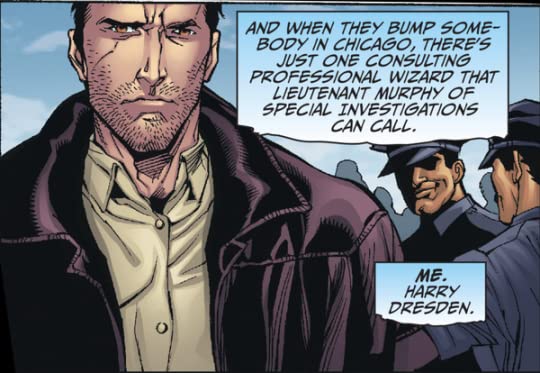 AND WHEN THEY BUMP SOME-
BODY IN CHICAGO, THERE'S
JUST ONE CONSULTING
PROFESSIONAL WIZARD THAT
LIEUTENANT MURPHY OF
SPECIAL INVESTIGATIONS
CAN CALL.
ME.
HARRY
DRESDEN.